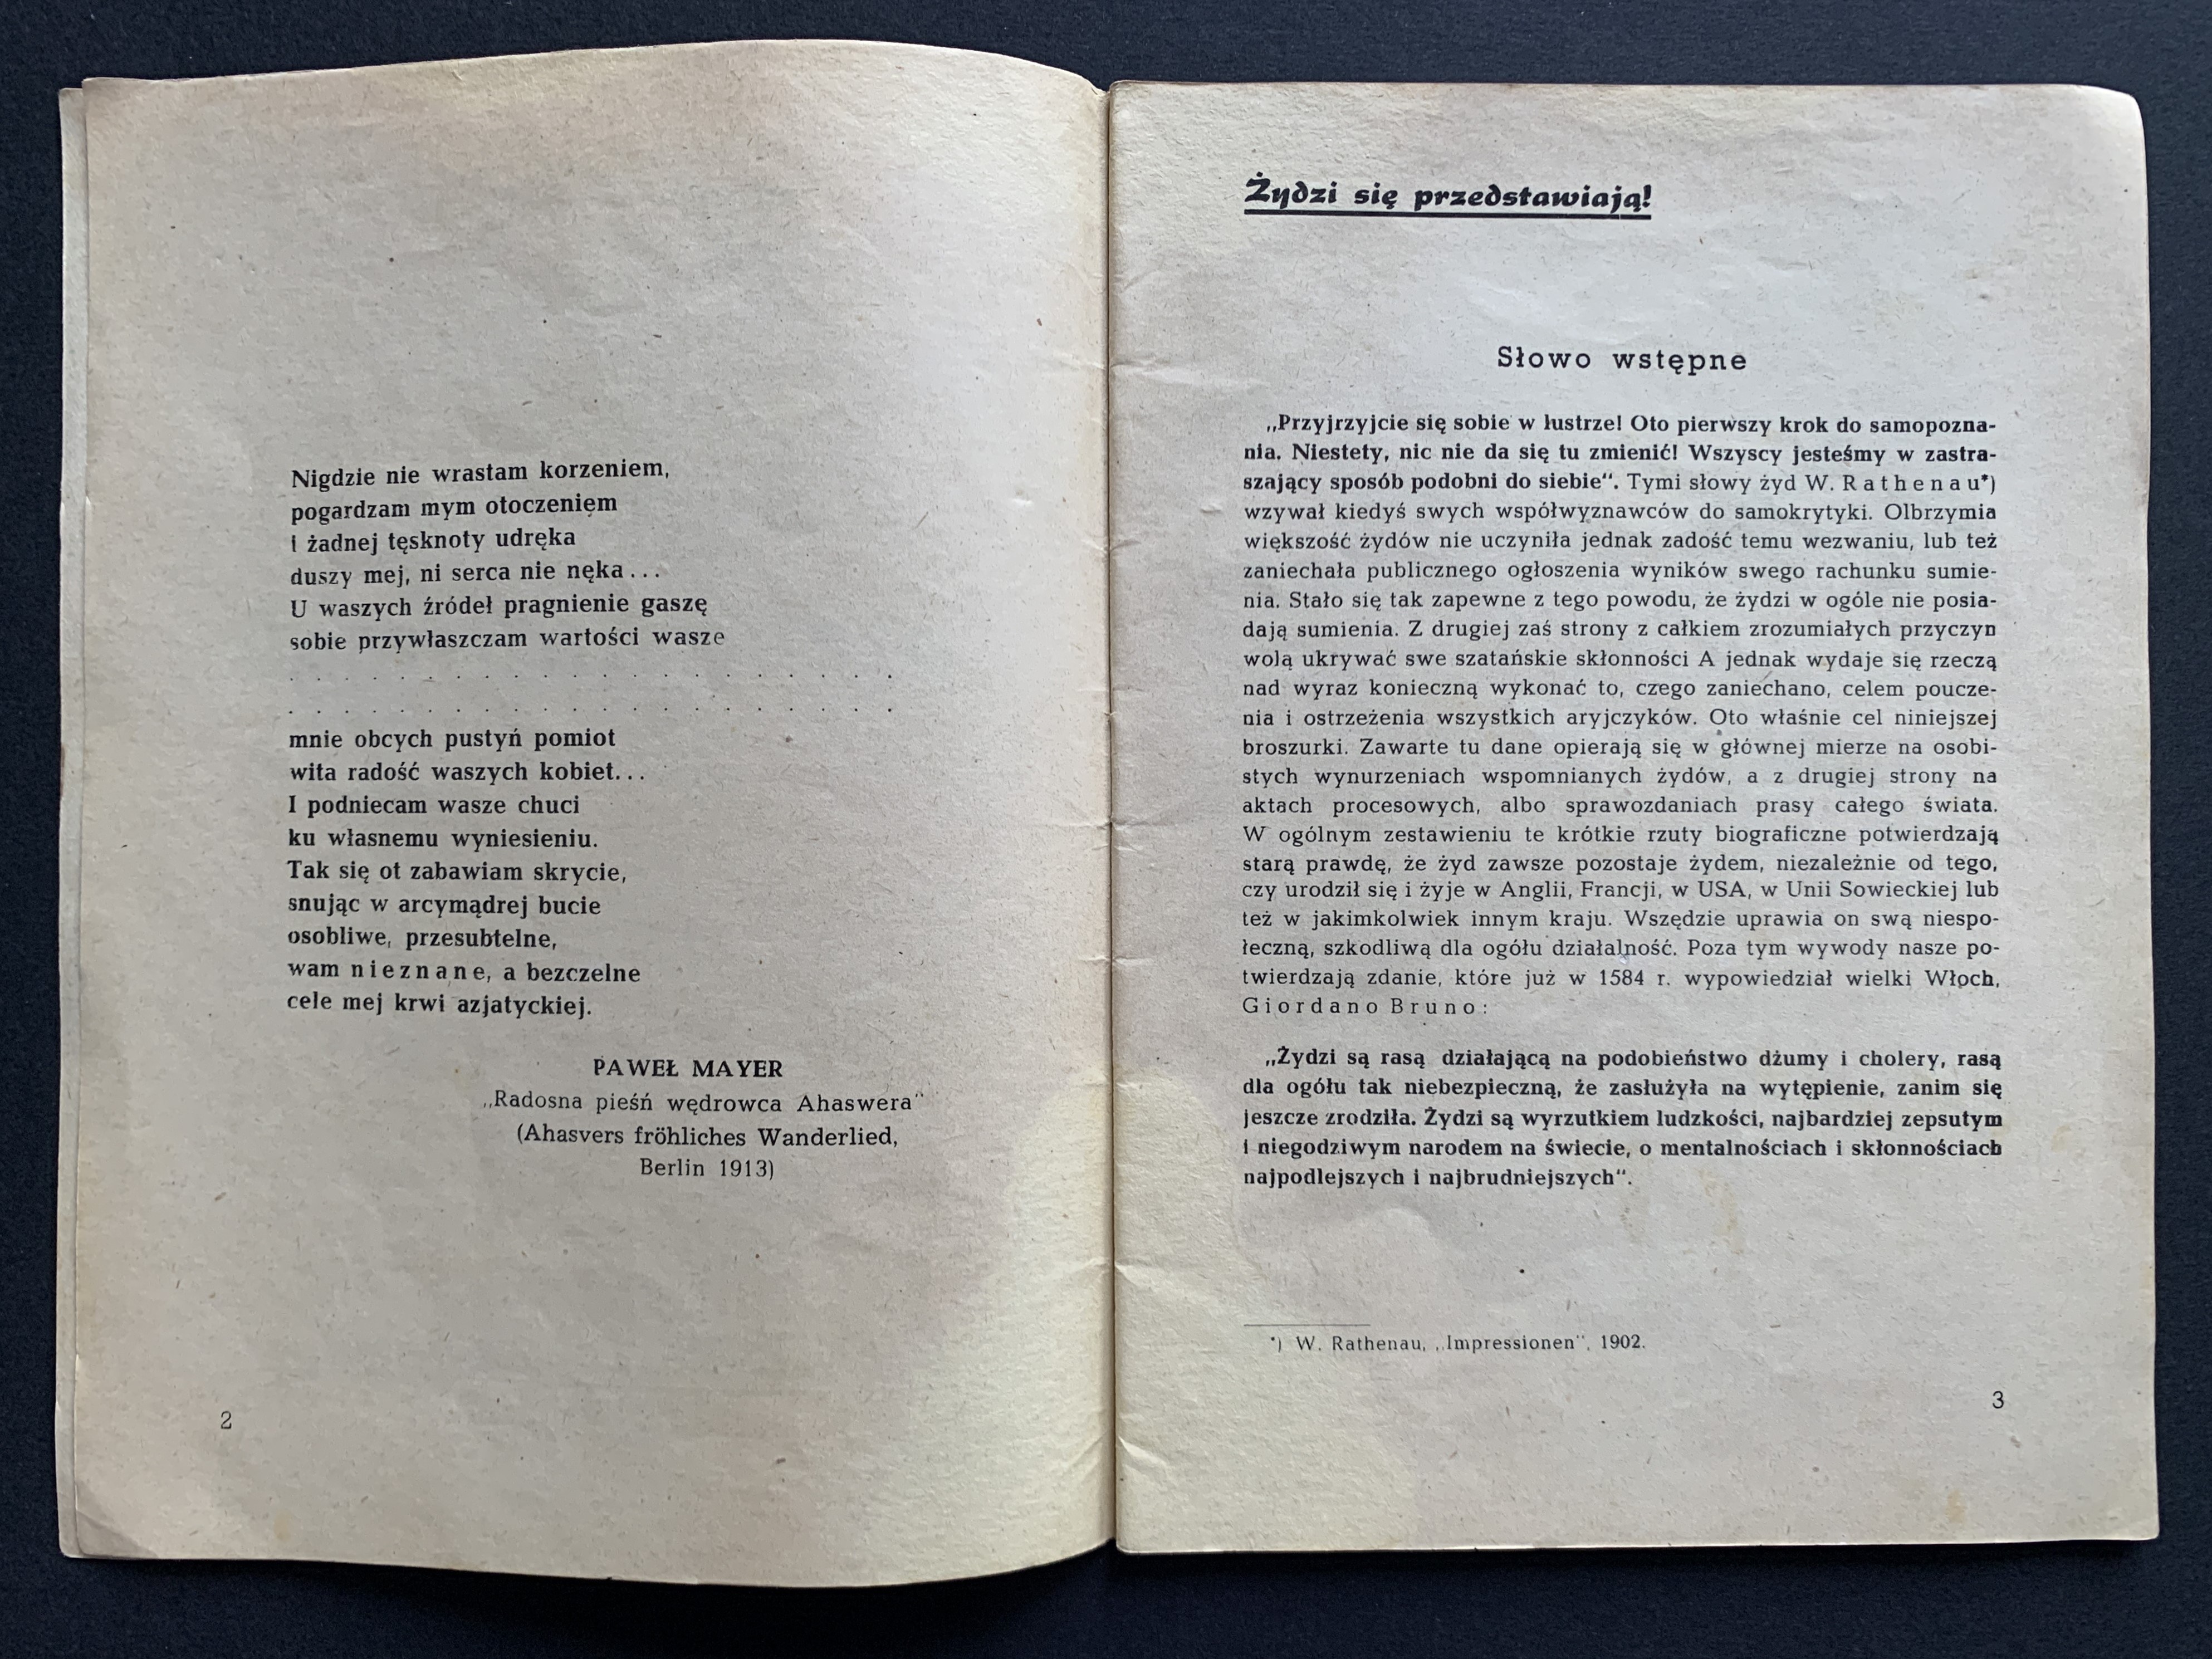 Nigdzie nie wrastam korzeniem,
pogardzam mym otoczeniem
i żadnej tęsknoty udręka
duszy mej, ni serca nie nęka...
U waszych źródeł pragnienie gaszę
sobie przywłaszczam wartości wasze
. . . . . . . . . . . . . . . . . . . . . .
. . . . . . . . . . . . . . . . . . . . . .
mnie obcych pustyń pomiot
wita radość waszych kobiet...
I podniecam wasze chuci
ku własnemu wyniesieniu.
Tak się ot zabawiam skrycie,
snując w arcymądrej bucie
osobliwe, przesubtelne,
wam nieznane, a bezczelne
cele mej krwi azjatyckiej.
PAWEŁ MAYER
„Radosna pieśń wędrowca Ahaswera"
(Ahasvers fröhliches Wanderlied,
Berlin 1913)
2
Żydzi się przedstawiają!
Słowo wstępne
„Przyjrzyjcie się sobie w lustrze! Oto pierwszy krok do samopozna-
nia. Niestety, nic nie da się tu zmienić! Wszyscy jesteśmy w zastra-
szający sposób podobni do siebie". Tymi słowy żyd W. Rathenau*)
wzywał kiedyś swych współwyznawców do samokrytyki. Olbrzymia
większość żydów nie uczyniła jednak zadość temu wezwaniu, lub też
zaniechała publicznego ogłoszenia wyników swego rachunku sumie-
nia. Stało się tak zapewne z tego powodu, że żydzi w ogóle nie posia-
dają sumienia. Z drugiej zaś strony z całkiem zrozumiałych przyczyn
wolą ukrywać swe szatańskie skłonności A jednak wydaje się rzeczą
nad wyraz konieczną wykonać to, czego zaniechano, celem poucze-
nia i ostrzeżenia wszystkich aryjczyków. Oto właśnie cel niniejszej
broszurki. Zawarte tu dane opierają się w głównej mierze na osobi-
stych wynurzeniach wspomnianych żydów, a z drugiej strony na
aktach procesowych, albo sprawozdaniach prasy całego świata.
W ogólnym zestawieniu te krótkie rzuty biograficzne potwierdzają
starą prawdę, że żyd zawsze pozostaje żydem, niezależnie od tego,
czy urodził się i żyje w Anglii, Francji, w USA, w Unii Sowieckiej lub
też w jakimkolwiek innym kraju. Wszędzie uprawia on swą niespo-
łeczną, szkodliwą dla ogółu działalność. Poza tym wywody nasze po-
twierdzają zdanie, które już w 1584 r. wypowiedział wielki Włoch,
Giordano Bruno:
„Żydzi są rasą działającą na podobieństwo dżumy i cholery, rasą
dla ogółu tak niebezpieczną, że zasłużyła na wytępienie, zanim się
jeszcze zrodziła. Żydzi są wyrzutkiem ludzkości, najbardziej zepsutym
i niegodziwym narodem na świecie, o mentalnościach i skłonnościach
najpodlejszych i najbrudniejszych".
*) W. Rathenau, „Impressionen", 1902.
3